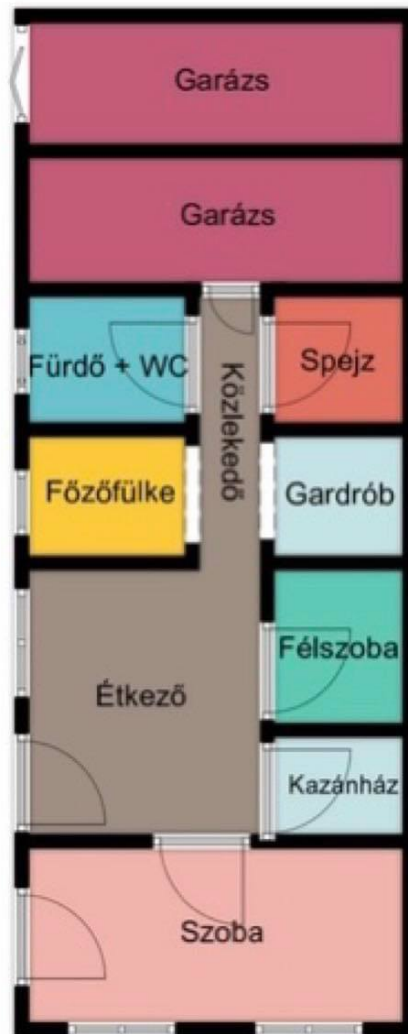 Garázs
Garázs
Fürdő + WC
Közlekedő
Spejz
Főzőfülke
Gardrób
Félszoba
Étkező
Kazánház
Szoba